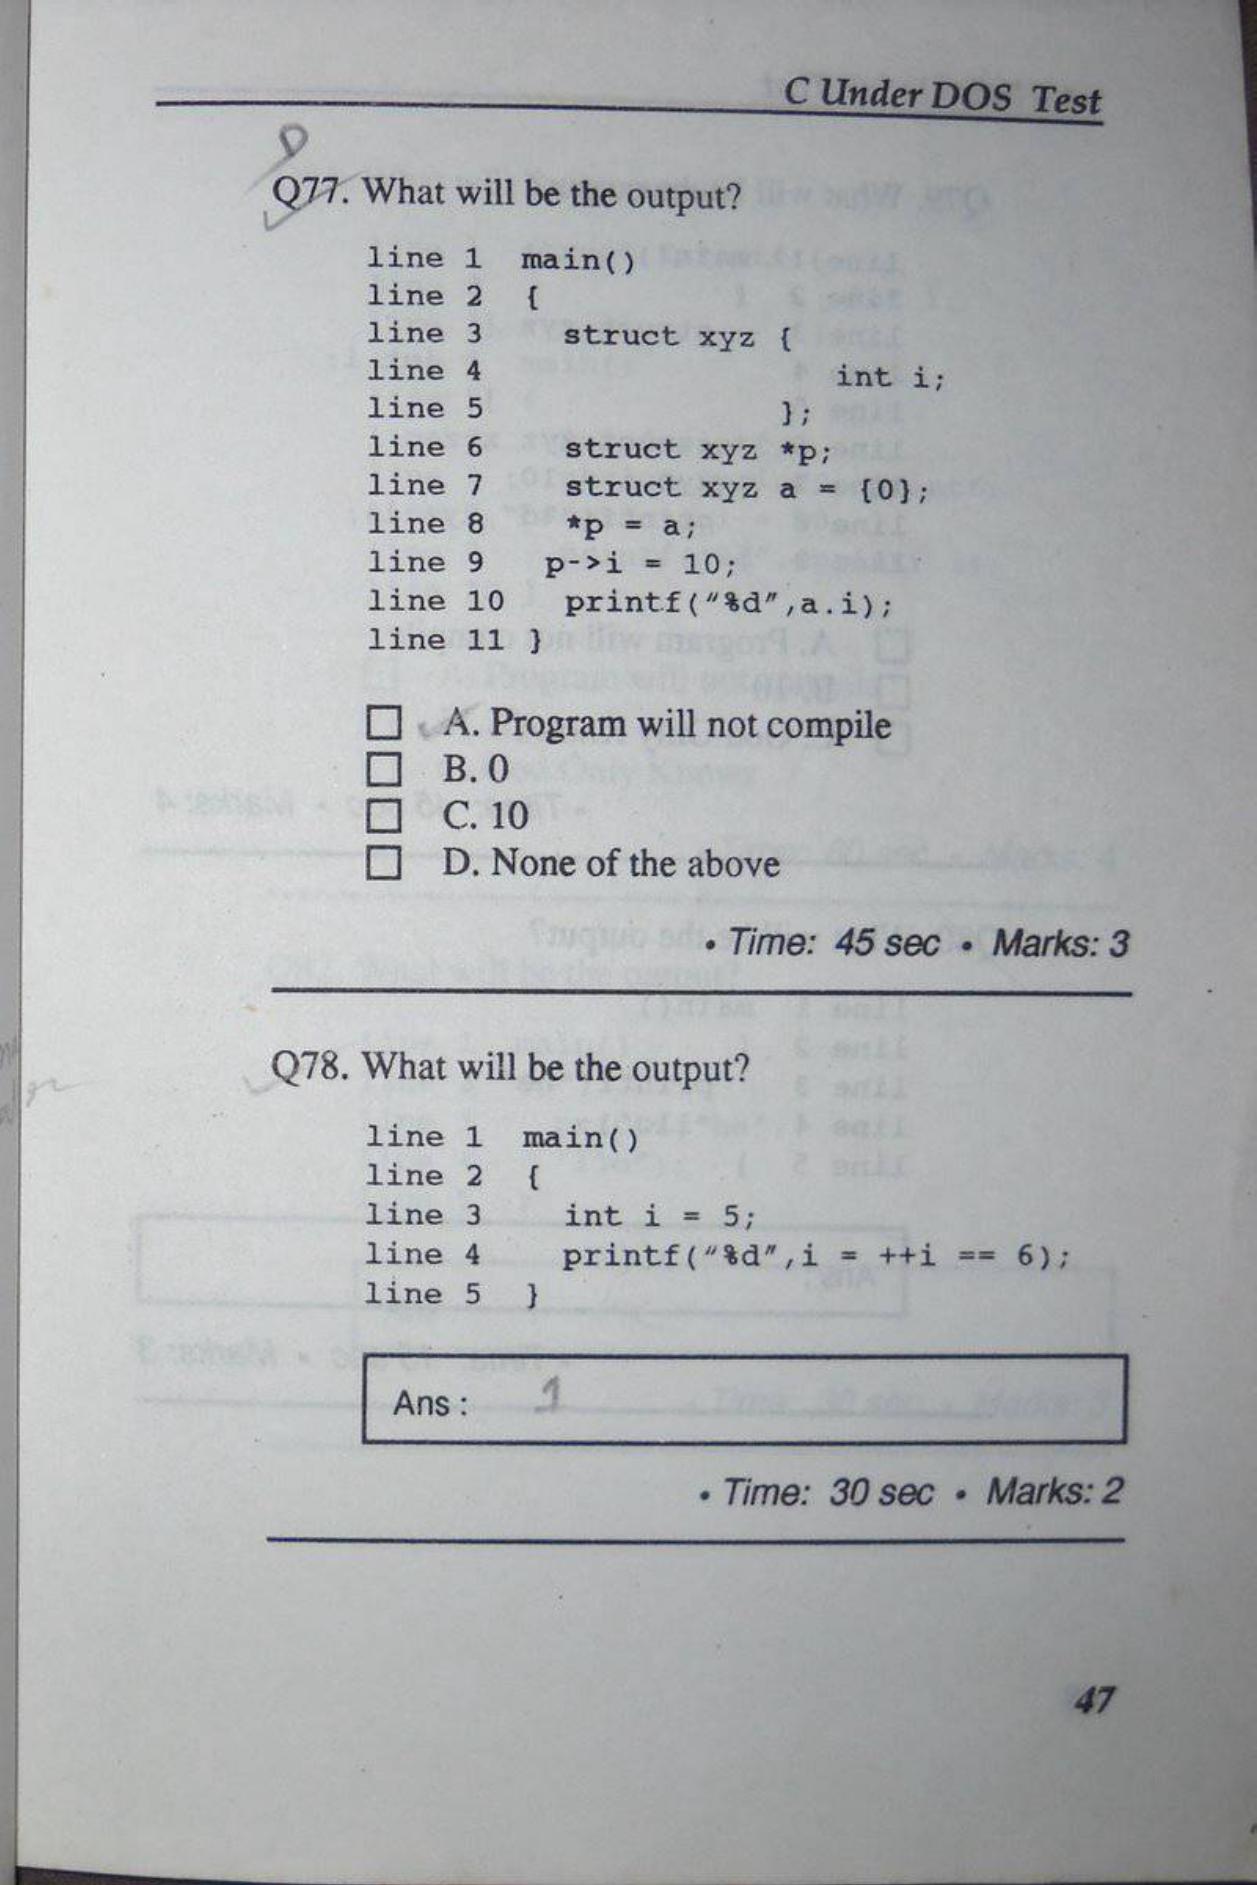 C Under DOS Test
Q77. What will be the output?
line 1 main()
line 2 {
line 3 struct xyz {
line 4 int i;
line 5 };
line 6 struct xyz *p;
line 7 struct xyz a = {0};
line 8 *p = a;
line 9 p->i = 10;
line 10 printf("%d",a.i);
line 11 }
A. Program will not compile
B. 0
C. 10
D. None of the above
• Time: 45 sec • Marks: 3
Q78. What will be the output?
line 1 main()
line 2 {
line 3 int i = 5;
line 4 printf("%d",i = ++i == 6);
line 5 }
Ans : 1
• Time: 30 sec • Marks: 2
47